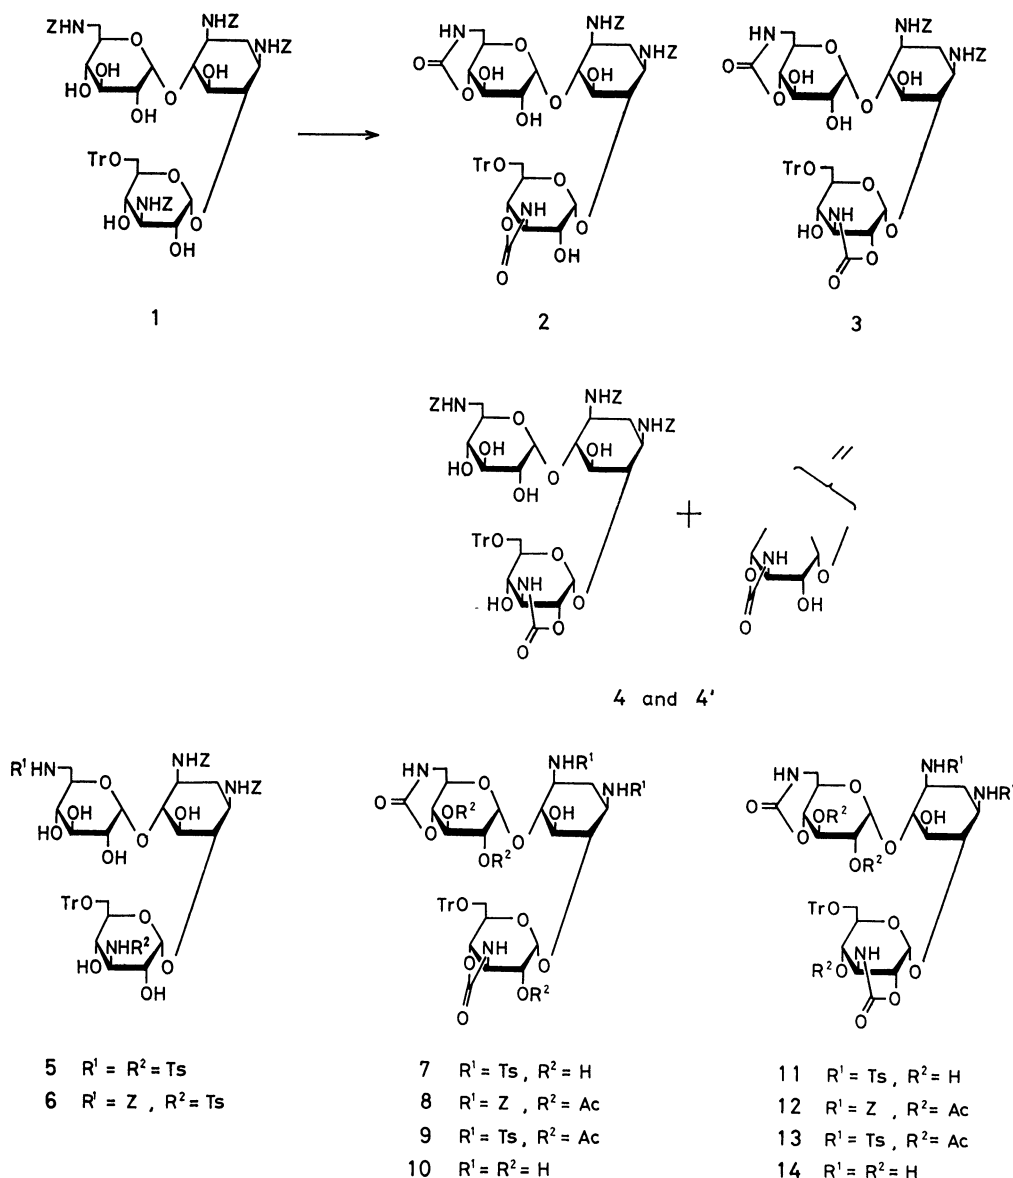 ZHN O NHZ NHZ HN O NHZ NHZ HN O NHZ NHZ
OH OH O OH OH O OH OH
HO O O O O O
OH OH OH
TrO O TrO O TrO O
NHZ NH NH
HO O O O HO O
OH OH O
O O
1 2 3
ZHN O NHZ NHZ
OH OH
HO O
OH
TrO O +
NH NH
HO O O O
O OH
O O
4 and 4'
R¹HN O NHZ NHZ HN O NHR¹ NHR¹ HN O NHR¹ NHR¹
OH OH O OR² OH O OR² OH
HO O O O O O
OH OR² OR²
TrO O TrO O TrO O
NHR² NH NH
HO O O O O O
OH OR² R² O
O O
5 R¹ = R² = Ts 7 R¹ = Ts, R² = H 11 R¹ = Ts, R² = H
6 R¹ = Z, R² = Ts 8 R¹ = Z, R² = Ac 12 R¹ = Z, R² = Ac
9 R¹ = Ts, R² = Ac 13 R¹ = Ts, R² = Ac
10 R¹ = R² = H 14 R¹ = R² = H